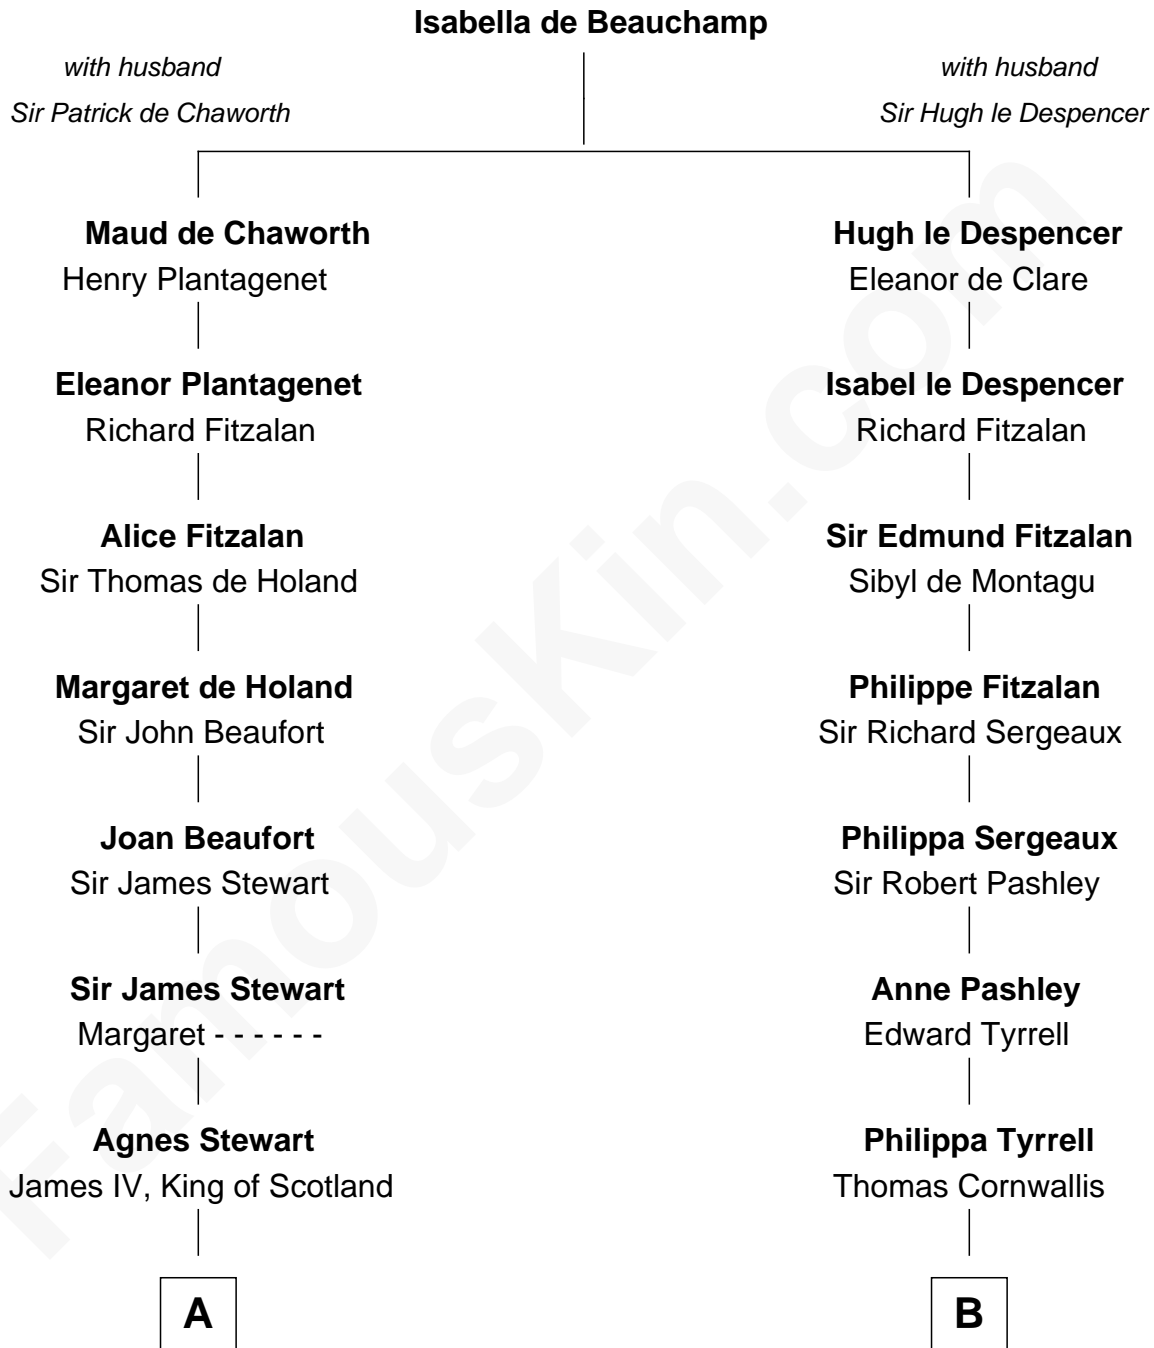 Isabella de Beauchamp
with husband
Sir Patrick de Chaworth
with husband
Sir Hugh le Despencer
Maud de Chaworth
Henry Plantagenet
Hugh le Despencer
Eleanor de Clare
Eleanor Plantagenet
Richard Fitzalan
Isabel le Despencer
Richard Fitzalan
Alice Fitzalan
Sir Thomas de Holand
Sir Edmund Fitzalan
Sibyl de Montagu
Margaret de Holand
Sir John Beaufort
Philippe Fitzalan
Sir Richard Sergeaux
Joan Beaufort
Sir James Stewart
Philippa Sergeaux
Sir Robert Pashley
Sir James Stewart
Margaret - - - - - -
Anne Pashley
Edward Tyrrell
Agnes Stewart
James IV, King of Scotland
Philippa Tyrrell
Thomas Cornwallis
A
B
FamousKin.com